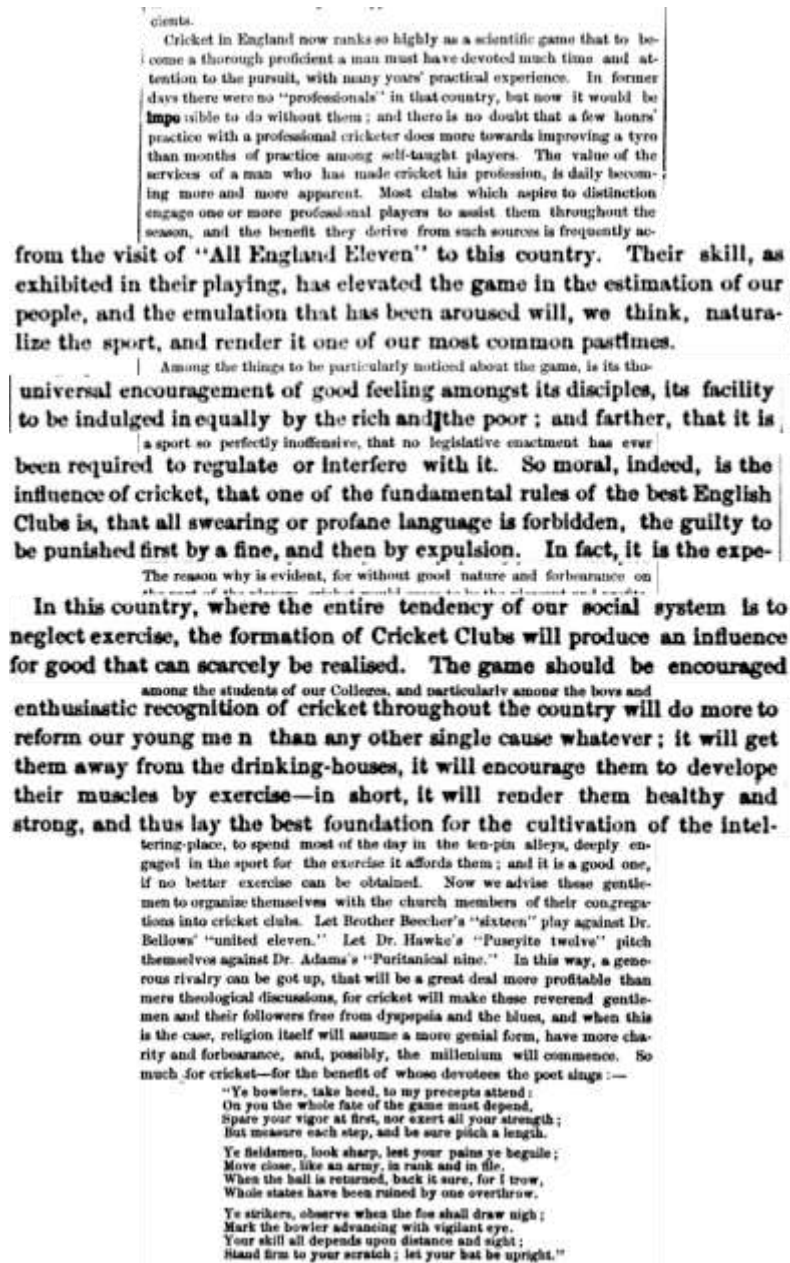 cients.
Cricket in England now ranks so highly as a scientific game that to be-
come a thorough proficient a man must have devoted much time and at-
tention to the pursuit, with many years' practical experience. In former
days there were no "professionals" in that country, but now it would be
impo sible to do without them ; and there is no doubt that a few hours'
practice with a professional cricketer does more towards improving a tyro
than months of practice among self-taught players. The value of the
services of a man who has made cricket his profession, is daily becom-
ing more and more apparent. Most clubs which aspire to distinction
engage one or more professional players to assist them throughout the
season, and the benefit they derive from such sources is frequently ac-
from the visit of "All England Eleven" to this country. Their skill, as
exhibited in their playing, has elevated the game in the estimation of our
people, and the emulation that has been aroused will, we think, natura-
lize the sport, and render it one of our most common pastimes.
Among the things to be particularly noticed about the game, is its tho-
universal encouragement of good feeling amongst its disciples, its facility
to be indulged in equally by the rich and the poor ; and farther, that it is
a sport so perfectly inoffensive, that no legislative enactment has ever
been required to regulate or interfere with it. So moral, indeed, is the
influence of cricket, that one of the fundamental rules of the best English
Clubs is, that all swearing or profane language is forbidden, the guilty to
be punished first by a fine, and then by expulsion. In fact, it is the expe-
The reason why is evident, for without good nature and forbearance on
In this country, where the entire tendency of our social system is to
neglect exercise, the formation of Cricket Clubs will produce an influence
for good that can scarcely be realised. The game should be encouraged
among the students of our Colleges, and particularly among the boys and
enthusiastic recognition of cricket throughout the country will do more to
reform our young me n than any other single cause whatever ; it will get
them away from the drinking-houses, it will encourage them to develope
their muscles by exercise—in short, it will render them healthy and
strong, and thus lay the best foundation for the cultivation of the intel-
tering-place, to spend most of the day in the ten-pin alleys, deeply en-
gaged in the sport for the exercise it affords them ; and it is a good one,
if no better exercise can be obtained. Now we advise these gentle-
men to organize themselves with the church members of their congrega-
tions into cricket clubs. Let Brother Beecher's "sixteen" play against Dr.
Bellows' "united eleven." Let Dr. Hawke's "Puseyite twelve" pitch
themselves against Dr. Adams's "Puritanical nine." In this way, a gene-
rous rivalry can be got up, that will be a great deal more profitable than
mere theological discussions, for cricket will make these reverend gentle-
men and their followers free from dyspepsia and the blues, and when this
is the case, religion itself will assume a more genial form, have more cha-
rity and forbearance, and, possibly, the millenium will commence. So
much for cricket—for the benefit of whose devotees the poet sings :—
"Ye bowlers, take heed, to my precepts attend ;
On you the whole fate of the game must depend,
Spare your vigor at first, nor exert all your strength ;
But measure each step, and be sure pitch a length.
Ye fieldsmen, look sharp, lest your pains ye beguile ;
Move close, like an army, in rank and in file,
When the ball is returned, back it sure, for I trow,
Whole states have been ruined by one overthrow.
Ye strikers, observe when the foe shall draw nigh ;
Mark the bowler advancing with vigilant eye.
Your skill all depends upon distance and sight ;
Stand firm to your scratch ; let your bat be upright."